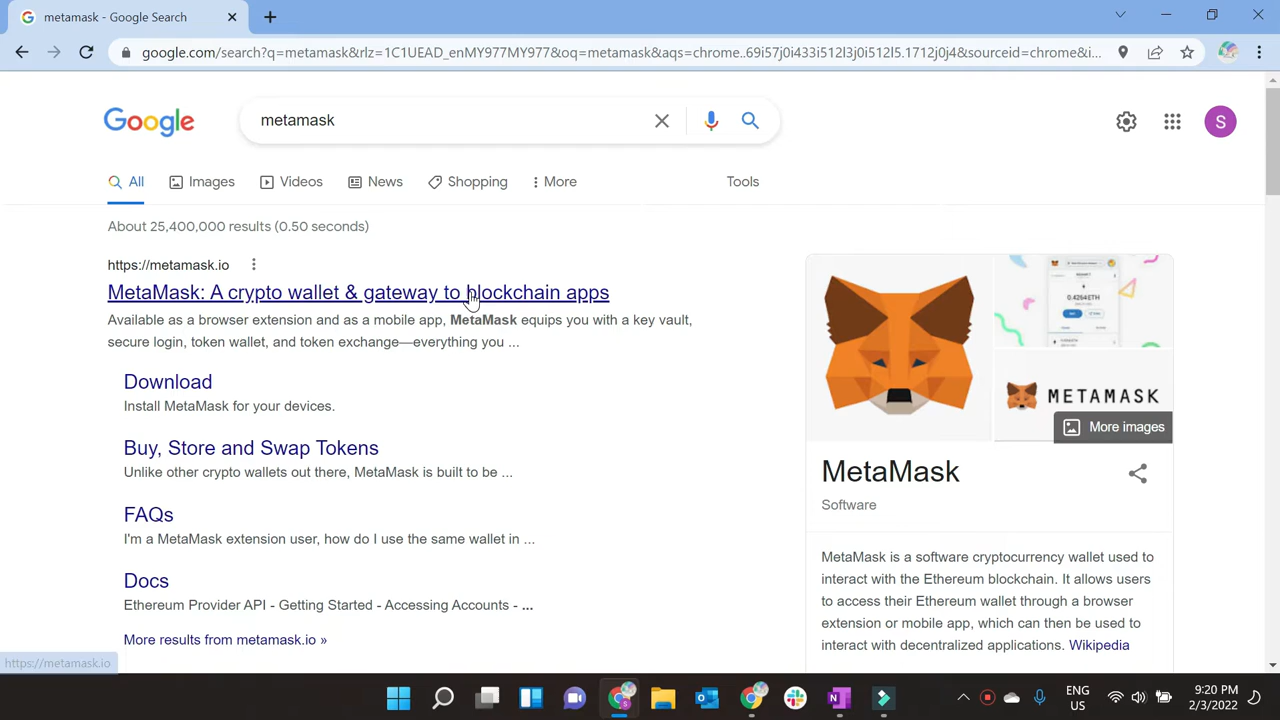 metamask - Google Search
google.com/search?q=metamask&rlz=1C1UEAD_enMY977MY977&oq=metamask&aqs=chrome..69i57j0i433i512l3j0i512l5.1712j0j4&sourceid=chrome&i...
Google
metamask
S
All
Images
Videos
News
Shopping
More
Tools
About 25,400,000 results (0.50 seconds)
https://metamask.io
MetaMask: A crypto wallet & gateway to blockchain apps
Available as a browser extension and as a mobile app, MetaMask equips you with a key vault,
secure login, token wallet, and token exchange—everything you ...
Download
Install MetaMask for your devices.
Buy, Store and Swap Tokens
Unlike other crypto wallets out there, MetaMask is built to be ...
FAQs
I'm a MetaMask extension user, how do I use the same wallet in ...
Docs
Ethereum Provider API - Getting Started - Accessing Accounts - ...
More results from metamask.io »
0.4264 ETH
METAMASK
More images
MetaMask
Software
MetaMask is a software cryptocurrency wallet used to
interact with the Ethereum blockchain. It allows users
to access their Ethereum wallet through a browser
extension or mobile app, which can then be used to
interact with decentralized applications. Wikipedia
https://metamask.io
ENG
US
9:20 PM
2/3/2022